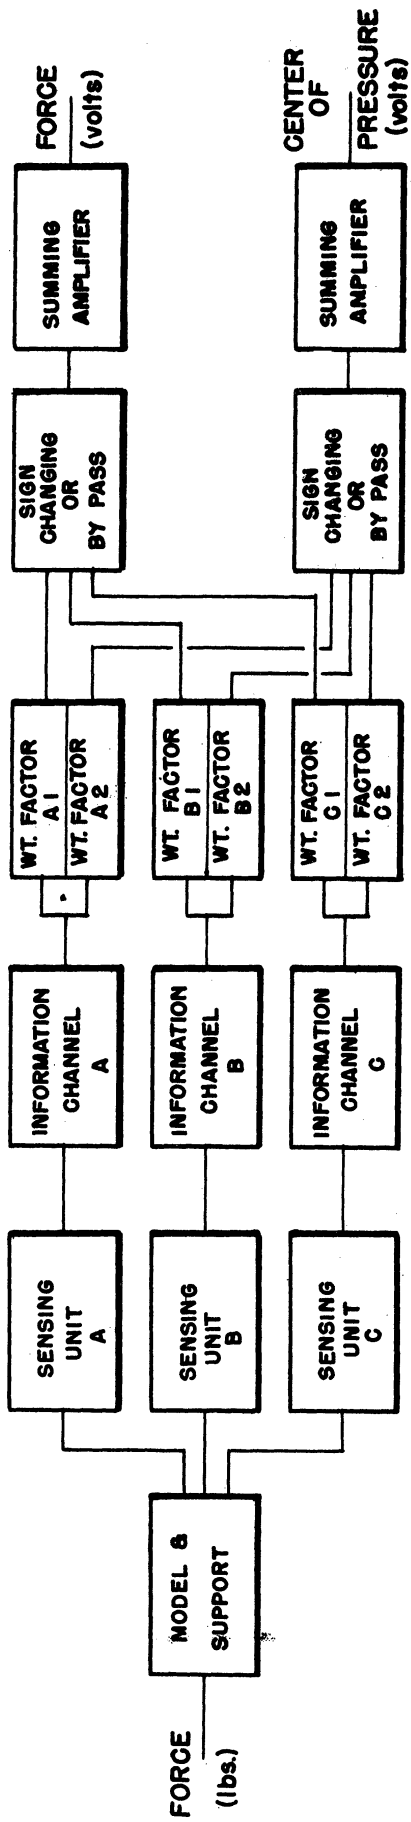 FORCE
(lbs.)
MODEL &
SUPPORT
SENSING
UNIT
A
SENSING
UNIT
B
SENSING
UNIT
C
INFORMATION
CHANNEL
A
INFORMATION
CHANNEL
B
INFORMATION
CHANNEL
C
WT. FACTOR
A1
WT. FACTOR
A2
WT. FACTOR
B1
WT. FACTOR
B2
WT. FACTOR
C1
WT. FACTOR
C2
SIGN
CHANGING
OR
BY PASS
SIGN
CHANGING
OR
BY PASS
SUMMING
AMPLIFIER
SUMMING
AMPLIFIER
FORCE
(volts)
CENTER
OF
PRESSURE
(volts)